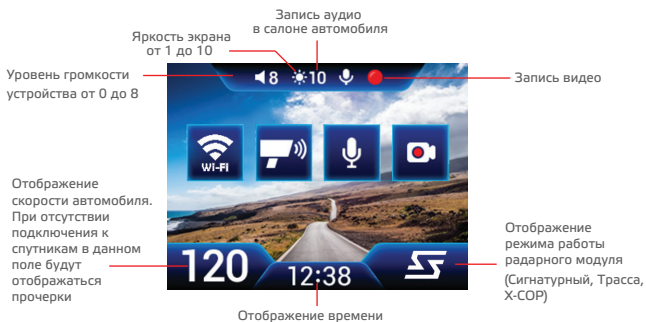 Запись аудио
в салоне автомобиля
Яркость экрана
от 1 до 10
Уровень громкости
устройства от 0 до 8
8
10
Запись видео
WI-FI
Отображение
скорости автомобиля.
При отсутствии
подключения к
спутникам в данном
поле будут
отображаться
прочерки
120
12:38
Отображение
режима работы
радарного модуля
(Сигнатурный, Трасса,
X-COP)
Отображение времени